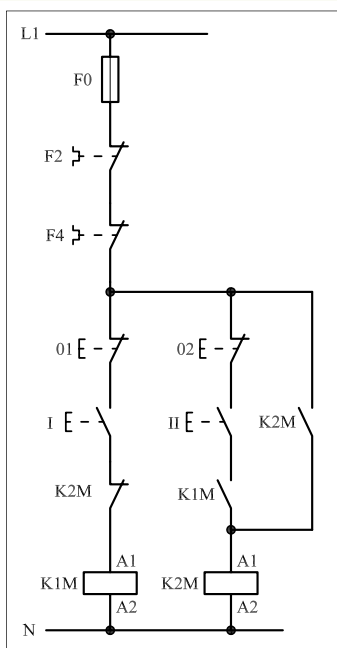 L1
F0
F2
F4
01 02
I II K2M
K2M K1M
A1 A1
K1M K2M
A2 A2
N